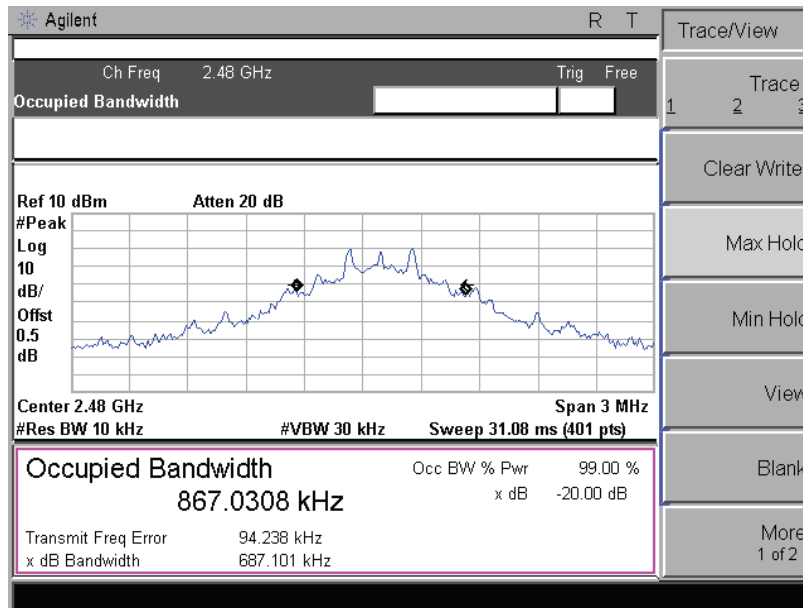 Agilent R T
Ch Freq 2.48 GHz Trig Free
Occupied Bandwidth
Ref 10 dBm Atten 20 dB
#Peak
Log
10
dB/
Offst
0.5
dB
Center 2.48 GHz Span 3 MHz
#Res BW 10 kHz #VBW 30 kHz Sweep 31.08 ms (401 pts)
Occupied Bandwidth
867.0308 kHz
Occ BW % Pwr 99.00 %
x dB -20.00 dB
Transmit Freq Error 94.238 kHz
x dB Bandwidth 687.101 kHz
Trace/View
Trace
1 2 3
Clear Write
Max Hold
Min Hold
View
Blank
More
1 of 2